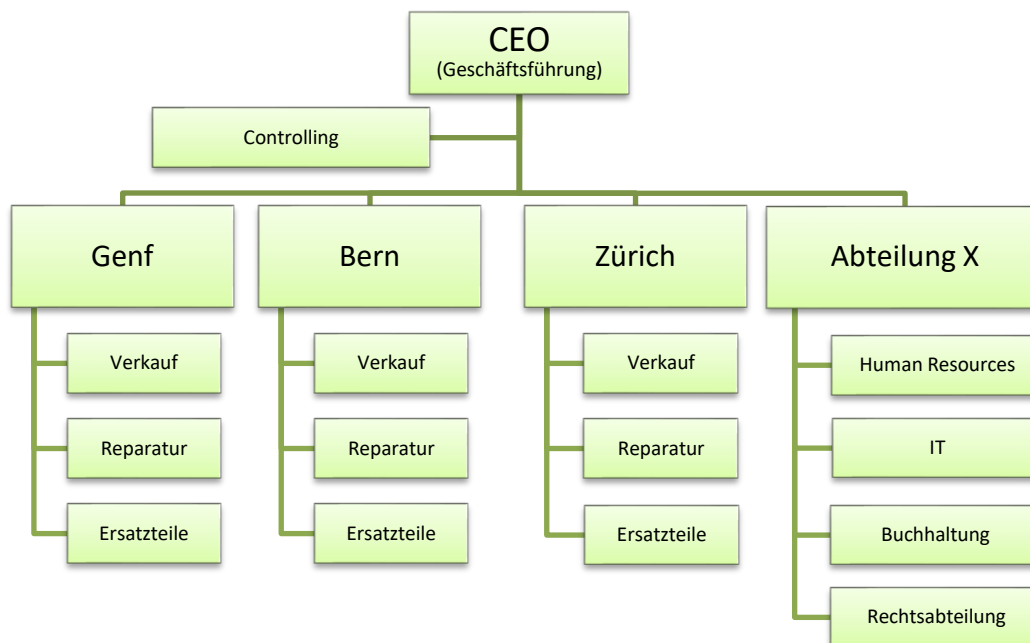 CEO
(Geschäftsführung)
Controlling
Genf
Bern
Zürich
Abteilung X
Verkauf
Verkauf
Verkauf
Human Resources
Reparatur
Reparatur
Reparatur
IT
Ersatzteile
Ersatzteile
Ersatzteile
Buchhaltung
Rechtsabteilung